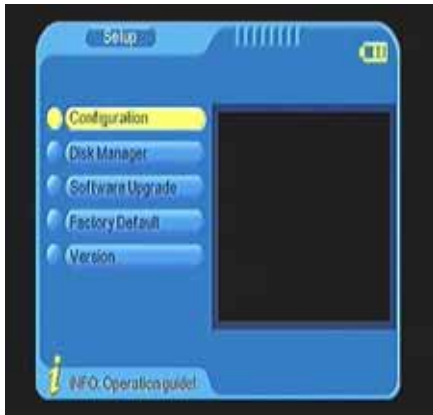 Setup
Configuration
Disk Manager
Software Upgrade
Factory Default
Version
INFO: Operation guide!